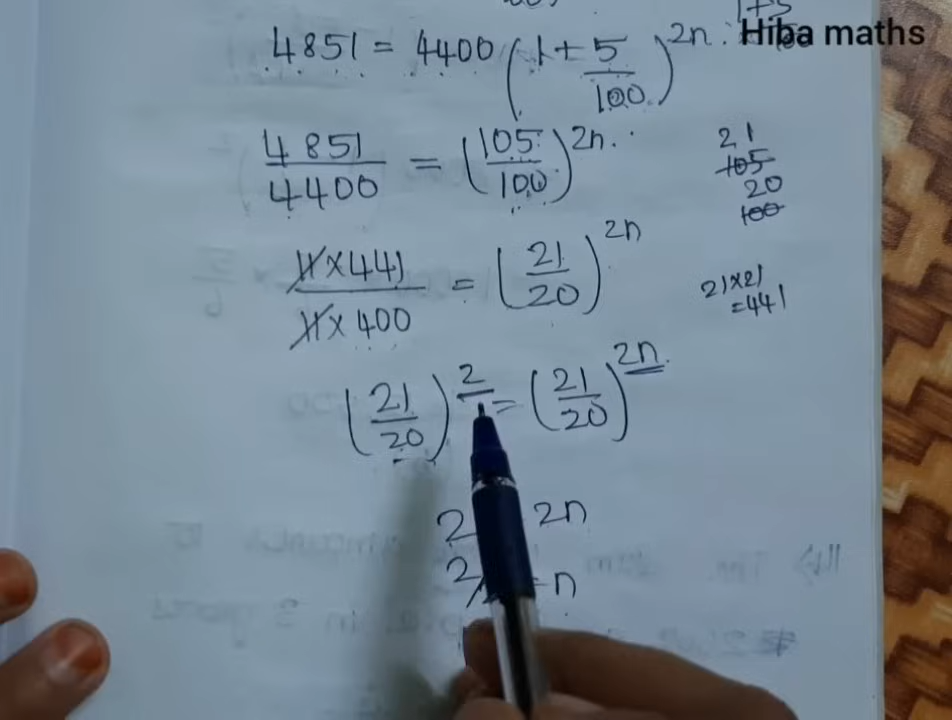 Hiba maths
4851 = 4400 (1 + 5/100)^2n
4851/4400 = (105/100)^2n
21
105
20
100
11 × 441 / 11 × 400 = (21/20)^2n
21×21
=441
(21/20)^2 = (21/20)^2n
2 2n
2/ = n